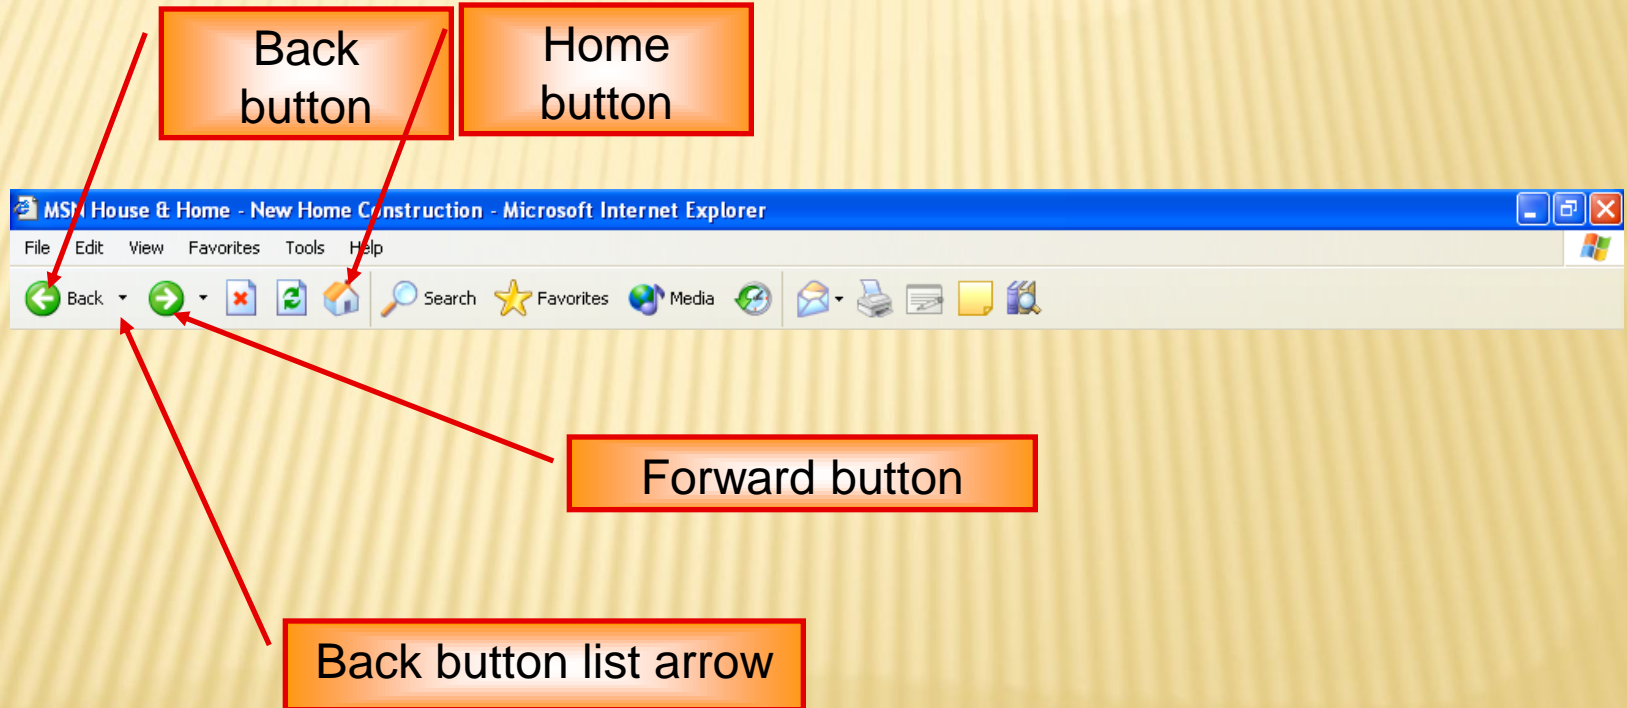 Back
button
Home
button
MSN House & Home - New Home Construction - Microsoft Internet Explorer
File Edit View Favorites Tools Help
Back Search Favorites Media
Forward button
Back button list arrow